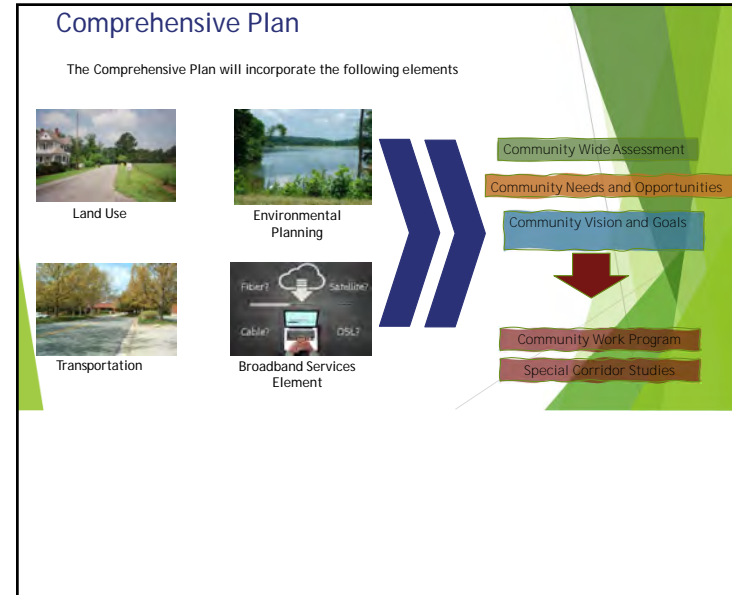 Comprehensive Plan
The Comprehensive Plan will incorporate the following elements
Land Use
Environmental
Planning
Transportation
Fiber?
Satellite?
Cable?
DSL?
Broadband Services
Element
Community Wide Assessment
Community Needs and Opportunities
Community Vision and Goals
Community Work Program
Special Corridor Studies